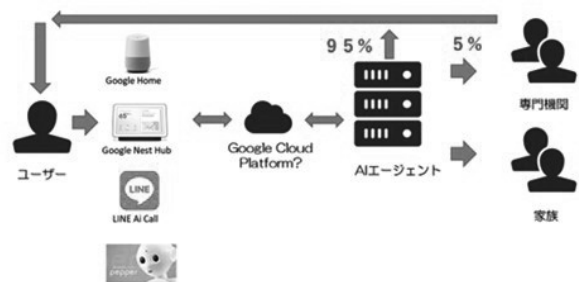 95%
5%
Google Home
45°
Google Nest Hub
ユーザー
Google Cloud
Platform?
AIエージェント
専門機関
LINE
LINE Ai Call
家族
pepper